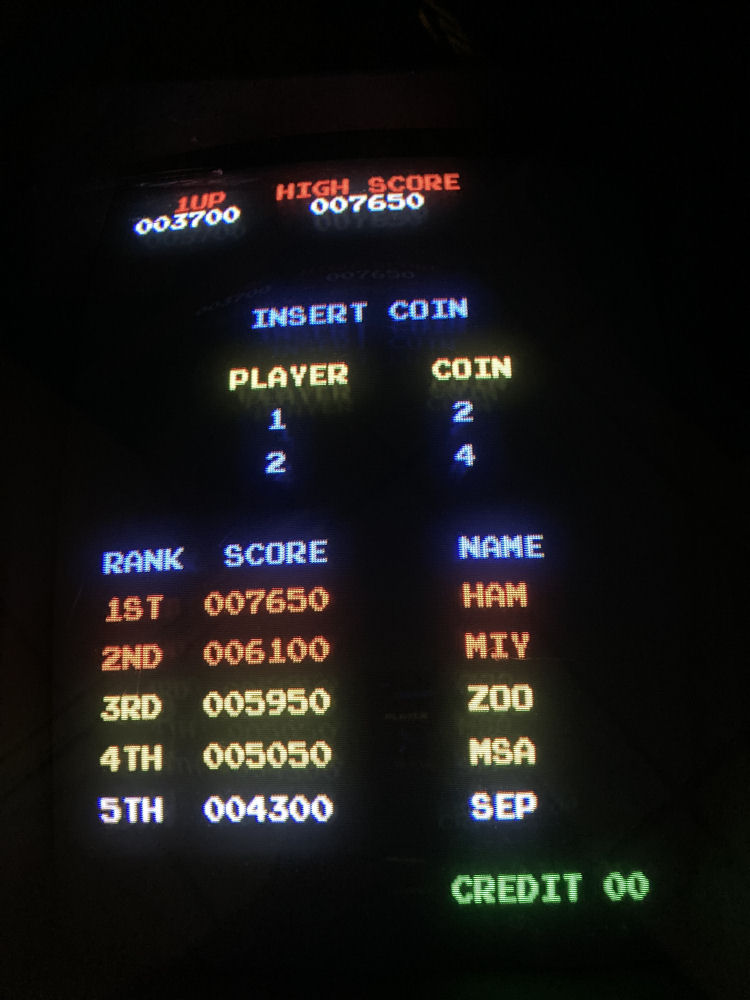 1UP HIGH SCORE
003700 007650
INSERT COIN
PLAYER COIN
1 2
2 4
RANK SCORE NAME
1ST 007650 HAM
2ND 006100 MIY
3RD 005950 ZOO
4TH 005050 MSA
5TH 004300 SEP
CREDIT 00